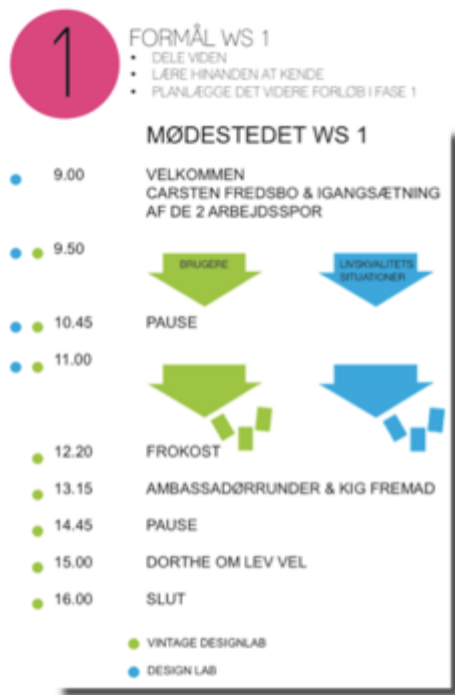 1
FORMÅL WS 1
• DELE VIDEN
• LÆRE HINANDEN AT KENDE
• PLANLÆGGE DET VIDERE FORLØB I FASE 1
MØDESTEDET WS 1
9.00 VELKOMMEN
CARSTEN FREDSBO & IGANGSÆTNING
AF DE 2 ARBEJDSSPOR
9.50 BRUGERE LIVSKVALITETS
SITUATIONER
10.45 PAUSE
11.00
12.20 FROKOST
13.15 AMBASSADØRRUNDER & KIG FREMAD
14.45 PAUSE
15.00 DORTHE OM LEV VEL
16.00 SLUT
VINTAGE DESIGNLAB
DESIGN LAB